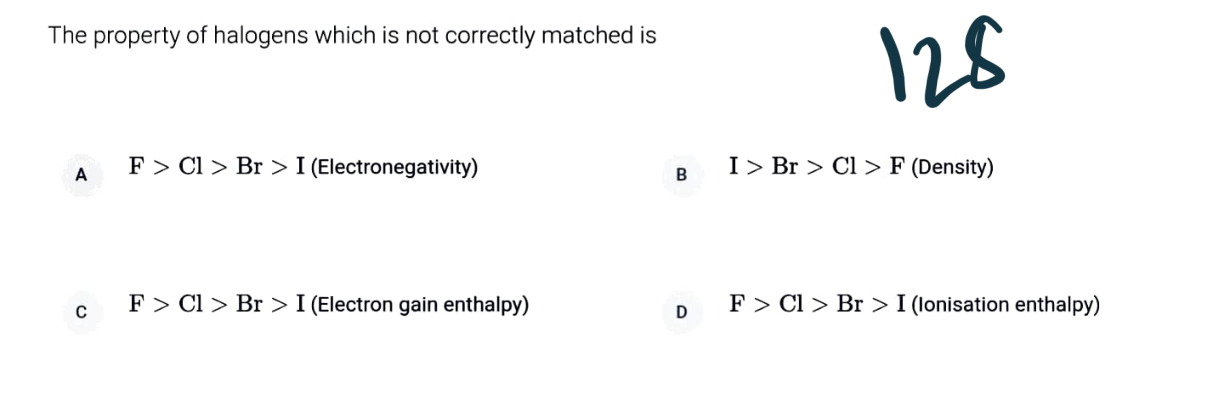 The property of halogens which is not correctly matched is
128
A F > Cl > Br > I (Electronegativity)
B I > Br > Cl > F (Density)
C F > Cl > Br > I (Electron gain enthalpy)
D F > Cl > Br > I (Ionisation enthalpy)